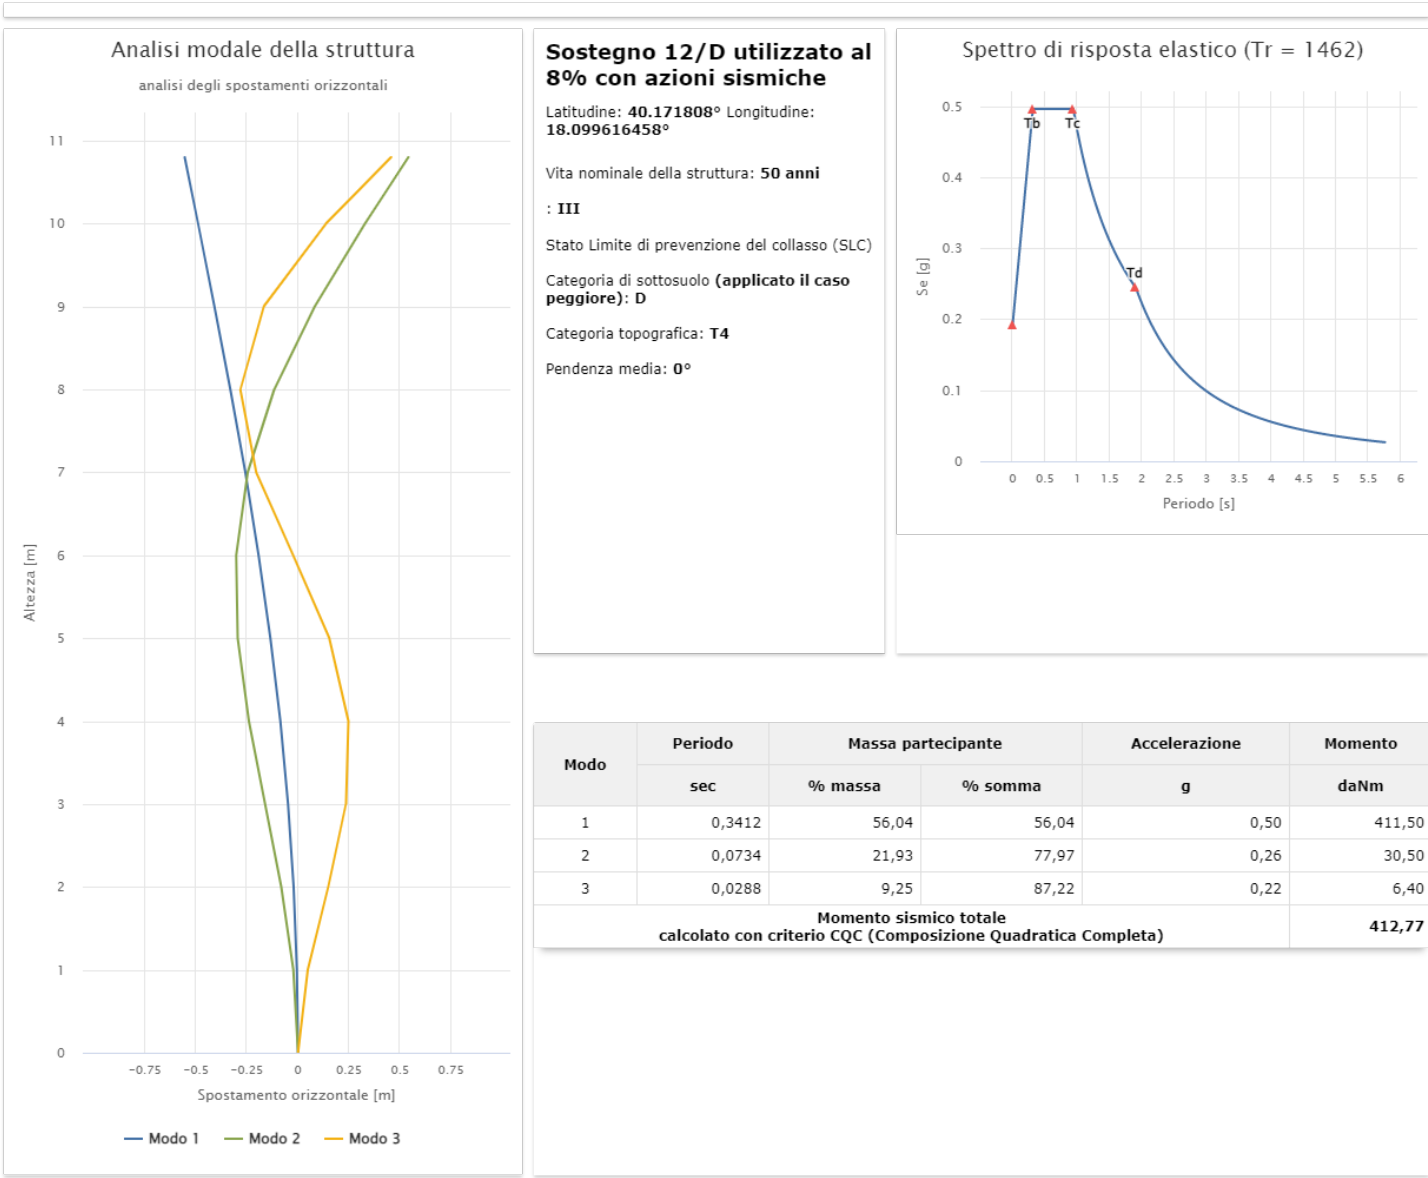 Analisi modale della struttura
analisi degli spostamenti orizzontali
11
10
9
8
7
6
5
4
3
2
1
0
Altezza [m]
−0.75 −0.5 −0.25 0 0.25 0.5 0.75
Spostamento orizzontale [m]
Modo 1 Modo 2 Modo 3
Sostegno 12/D utilizzato al
8% con azioni sismiche
Latitudine: 40.171808° Longitudine:
18.099616458°
Vita nominale della struttura: 50 anni
: III
Stato Limite di prevenzione del collasso (SLC)
Categoria di sottosuolo (applicato il caso
peggiore): D
Categoria topografica: T4
Pendenza media: 0°
Spettro di risposta elastico (Tr = 1462)
0.5
0.4
0.3
0.2
0.1
0
Se [g]
Tb Tc
Td
0 0.5 1 1.5 2 2.5 3 3.5 4 4.5 5 5.5 6
Periodo [s]
Modo Periodo Massa partecipante Accelerazione Momento
sec % massa % somma g daNm
1 0,3412 56,04 56,04 0,50 411,50
2 0,0734 21,93 77,97 0,26 30,50
3 0,0288 9,25 87,22 0,22 6,40
Momento sismico totale
calcolato con criterio CQC (Composizione Quadratica Completa) 412,77